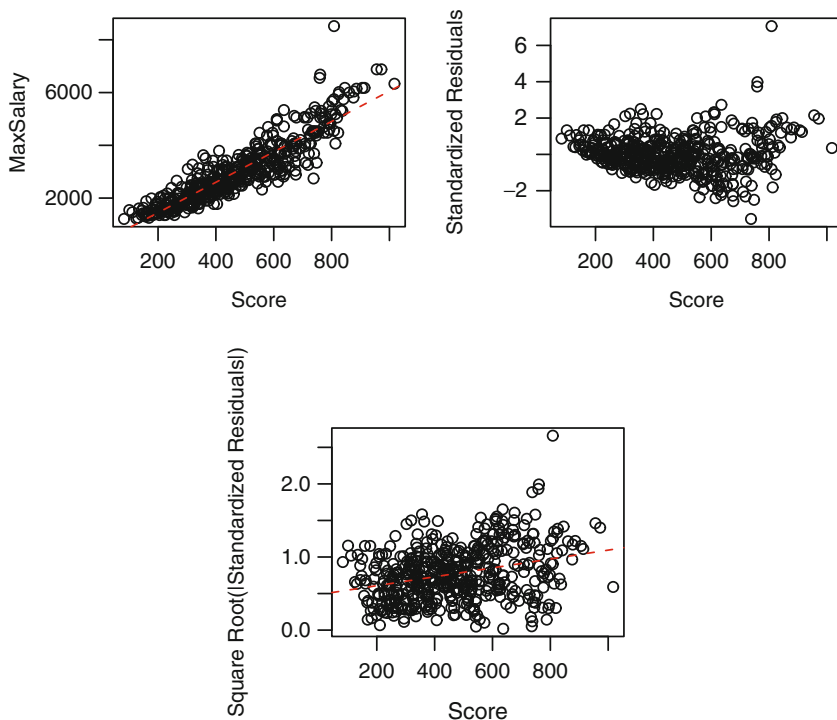 MaxSalary
6000
2000
200 400 600 800
Score
Standardized Residuals
6
4
2
−2
200 400 600 800
Score
Square Root(|Standardized Residuals|)
2.0
1.0
0.0
200 400 600 800
Score